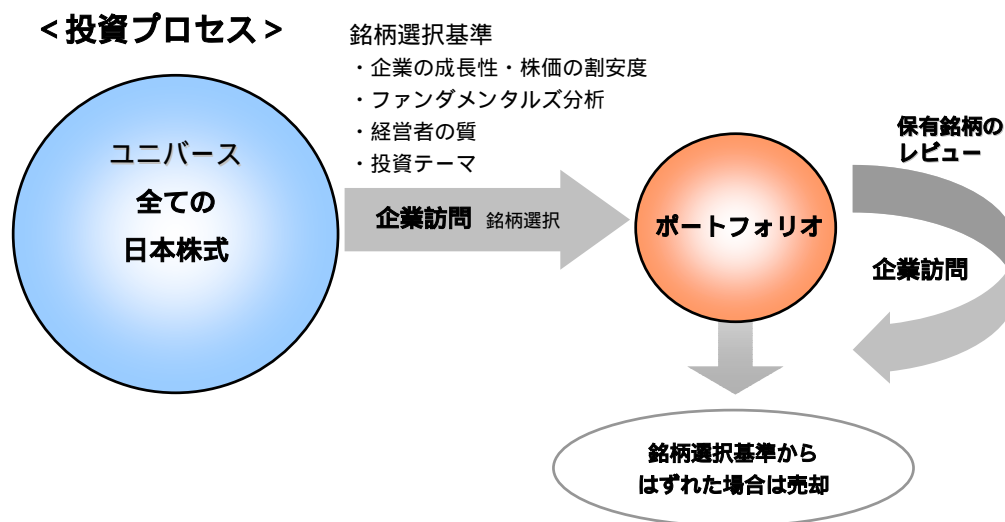 ＜投資プロセス＞
銘柄選択基準
・企業の成長性・株価の割安度
・ファンダメンタルズ分析
・経営者の質
・投資テーマ
ユニバース
全ての
日本株式
企業訪問 銘柄選択
ポートフォリオ
保有銘柄の
レビュー
企業訪問
銘柄選択基準から
はずれた場合は売却